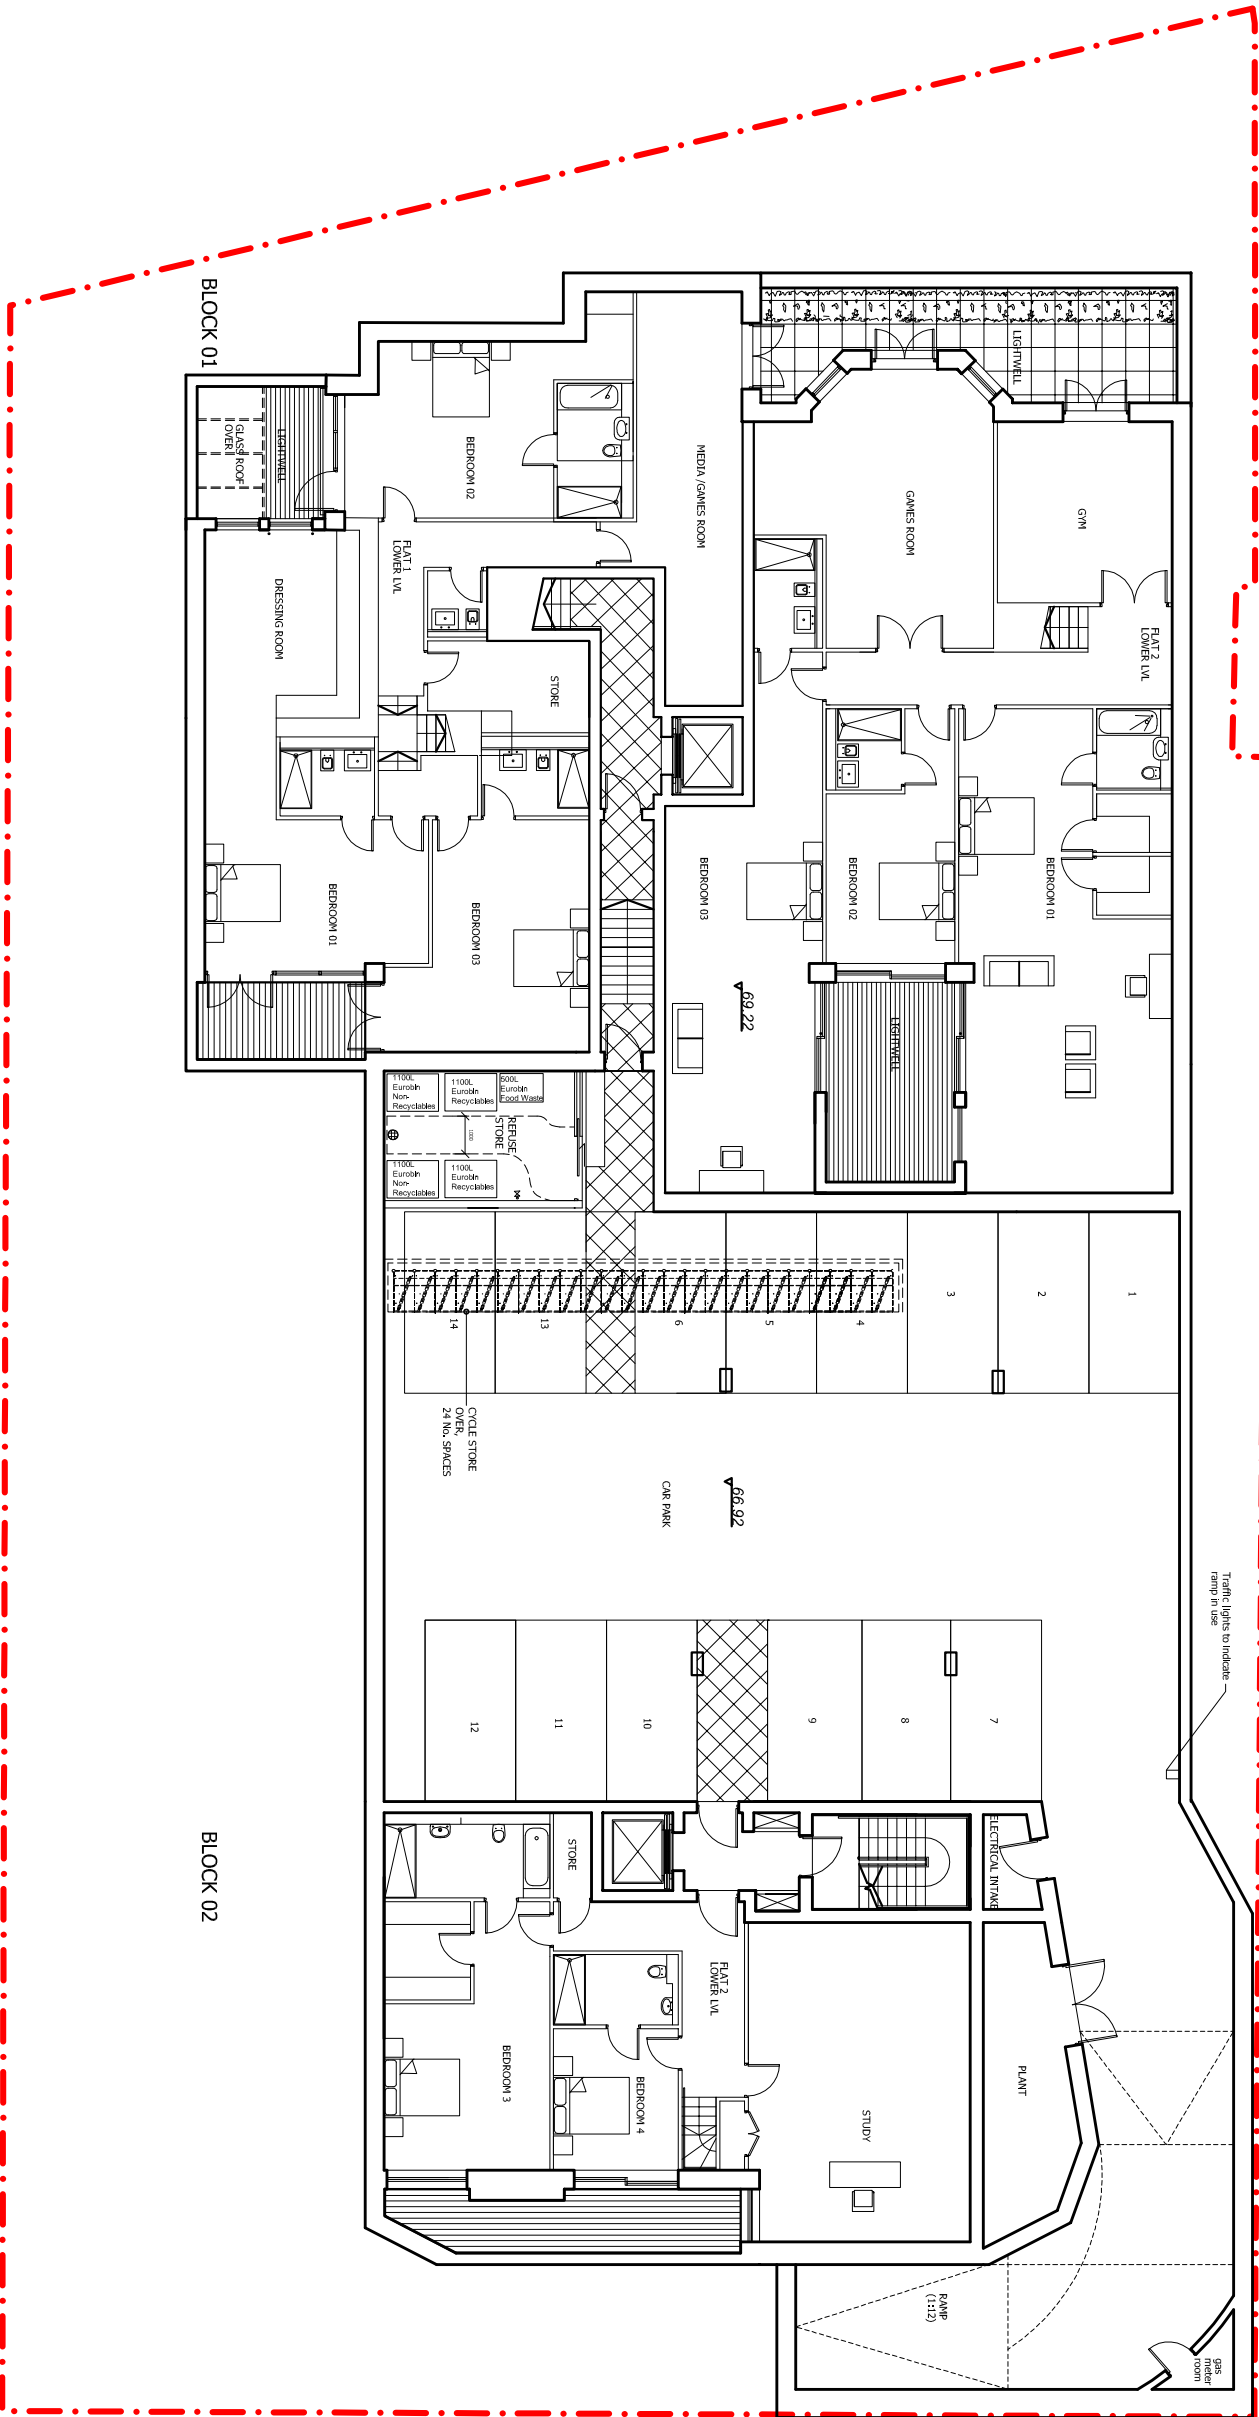 BLOCK 01
BLOCK 02
LIGHTWELL
GYM
GAMES ROOM
MEDIA /GAMES ROOM
FLAT 2
LOWER LVL
BEDROOM 02
FLAT 1
LOWER LVL
LIGHTWELL
GLASS ROOF
OVER
DRESSING ROOM
STORE
BEDROOM 01
BEDROOM 02
BEDROOM 03
69.22
LIGHTWELL
BEDROOM 03
BEDROOM 01
1100L
Eurobin
Non-
Recyclables
1100L
Eurobin
Recyclables
500L
Eurobin
Food Waste
REFUSE
STORE
1000
1100L
Eurobin
Non-
Recyclables
1100L
Eurobin
Recyclables
1
2
3
4
5
6
13
14
CYCLE STORE
OVER,
24 No. SPACES
66.92
CAR PARK
Traffic lights to indicate
ramp in use
7
8
9
10
11
12
ELECTRICAL INTAKE
STORE
FLAT 2
LOWER LVL
PLANT
STUDY
BEDROOM 4
BEDROOM 3
RAMP
(1:12)
gas
meter
room